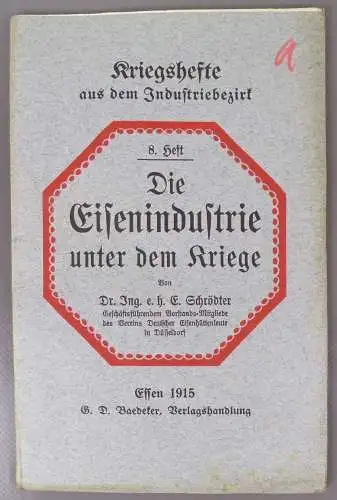 a
Kriegshefte
aus dem Industriebezirk
8. Heft
Die
Eisenindustrie
unter dem Kriege
Von
Dr. Ing. e. h. E. Schrödter
Geschäftsführendem Vorstands-Mitgliede
des Vereins Deutscher Eisenhüttenleute
in Düsseldorf
Essen 1915
G. D. Baedeker, Verlagshandlung